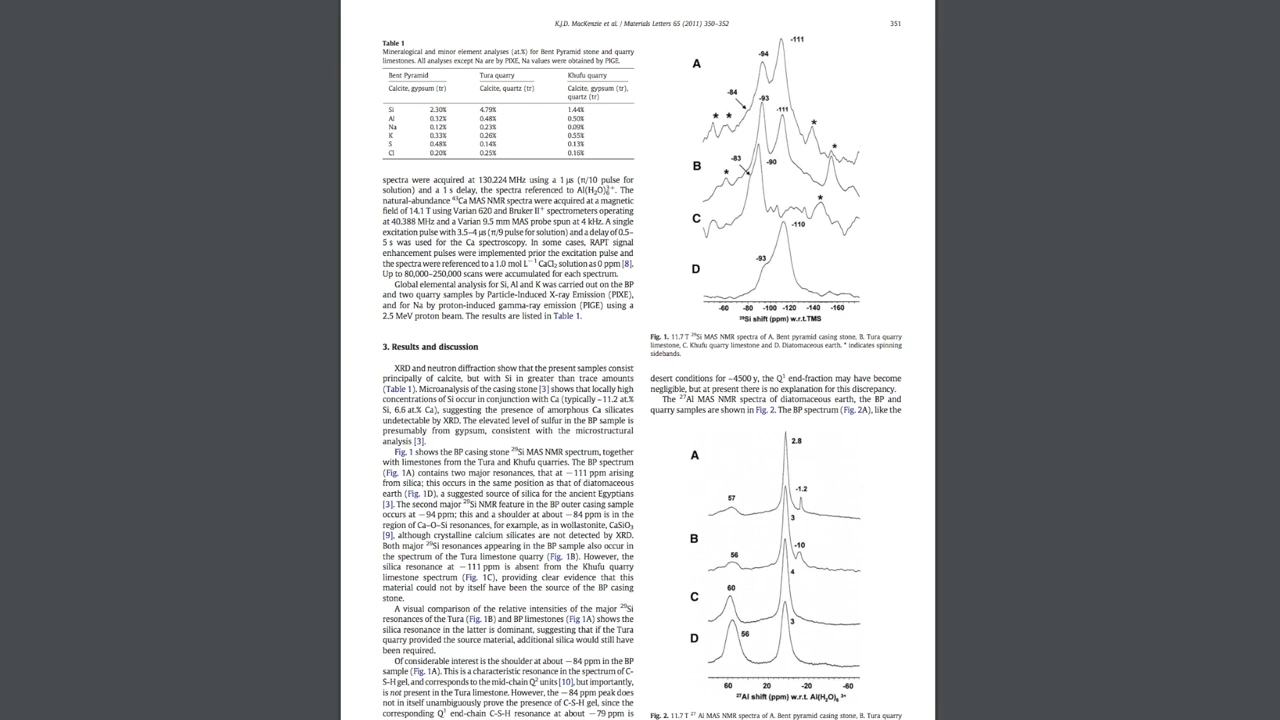 K.J.D. MacKenzie et al. / Materials Letters 65 (2011) 350–352
351
Table 1
Mineralogical and minor element analyses (at.%) for Bent Pyramid stone and quarry
limestones. All analyses except Na are by PIXE, Na values were obtained by PIGE.
Bent Pyramid Tura quarry Khufu quarry
Calcite, gypsum (tr) Calcite, quartz (tr) Calcite, gypsum (tr),
quartz (tr)
Si 2.30% 4.79% 1.44%
Al 0.32% 0.48% 0.50%
Na 0.12% 0.23% 0.09%
K 0.33% 0.26% 0.55%
S 0.48% 0.14% 0.13%
Cl 0.20% 0.25% 0.16%
spectra were acquired at 130.224 MHz using a 1 μs (π/10 pulse for
solution) and a 1 s delay, the spectra referenced to Al(H₂O)₆³⁺. The
natural-abundance ⁴³Ca MAS NMR spectra were acquired at a magnetic
field of 14.1 T using Varian 620 and Bruker II⁺ spectrometers operating
at 40.388 MHz and a Varian 9.5 mm MAS probe spun at 4 kHz. A single
excitation pulse with 3.5–4 μs (π/9 pulse for solution) and a delay of 0.5–
5 s was used for the Ca spectroscopy. In some cases, RAPT signal
enhancement pulses were implemented prior the excitation pulse and
the spectra were referenced to a 1.0 mol L⁻¹ CaCl₂ solution as 0 ppm [8].
Up to 80,000–250,000 scans were accumulated for each spectrum.
Global elemental analysis for Si, Al and K was carried out on the BP
and two quarry samples by Particle-Induced X-ray Emission (PIXE),
and for Na by proton-induced gamma-ray emission (PIGE) using a
2.5 MeV proton beam. The results are listed in Table 1.
3. Results and discussion
XRD and neutron diffraction show that the present samples consist
principally of calcite, but with Si in greater than trace amounts
(Table 1). Microanalysis of the casing stone [3] shows that locally high
concentrations of Si occur in conjunction with Ca (typically ~11.2 at.%
Si, 6.6 at.% Ca), suggesting the presence of amorphous Ca silicates
undetectable by XRD. The elevated level of sulfur in the BP sample is
presumably from gypsum, consistent with the microstructural
analysis [3].
Fig. 1 shows the BP casing stone ²⁹Si MAS NMR spectrum, together
with limestones from the Tura and Khufu quarries. The BP spectrum
(Fig. 1A) contains two major resonances, that at −111 ppm arising
from silica; this occurs in the same position as that of diatomaceous
earth (Fig. 1D), a suggested source of silica for the ancient Egyptians
[3]. The second major ²⁹Si NMR feature in the BP outer casing sample
occurs at −94 ppm; this and a shoulder at about −84 ppm is in the
region of Ca–O–Si resonances, for example, as in wollastonite, CaSiO₃
[9], although crystalline calcium silicates are not detected by XRD.
Both major ²⁹Si resonances appearing in the BP sample also occur in
the spectrum of the Tura limestone quarry (Fig. 1B). However, the
silica resonance at −111 ppm is absent from the Khufu quarry
limestone spectrum (Fig. 1C), providing clear evidence that this
material could not by itself have been the source of the BP casing
stone.
A visual comparison of the relative intensities of the major ²⁹Si
resonances of the Tura (Fig. 1B) and BP limestones (Fig 1A) shows the
silica resonance in the latter is dominant, suggesting that if the Tura
quarry provided the source material, additional silica would still have
been required.
Of considerable interest is the shoulder at about −84 ppm in the BP
sample (Fig. 1A). This is a characteristic resonance in the spectrum of C-
S-H gel, and corresponds to the mid-chain Q² units [10], but importantly,
is not present in the Tura limestone. However, the −84 ppm peak does
not in itself unambiguously prove the presence of C-S-H gel, since the
corresponding Q¹ end-chain C-S-H resonance at about −79 ppm is
-111
-94
A
-84
-93
* *
-111
*
*
B
-83
-90
*
*
C
-110
-93
D
-60 -80 -100 -120 -140 -160
²⁹Si shift (ppm) w.r.t.TMS
Fig. 1. 11.7 T ²⁹Si MAS NMR spectra of A. Bent pyramid casing stone, B. Tura quarry
limestone, C. Khufu quarry limestone and D. Diatomaceous earth. * indicates spinning
sidebands.
desert conditions for ~4500 y, the Q¹ end-fraction may have become
negligible, but at present there is no explanation for this discrepancy.
The ²⁷Al MAS NMR spectra of diatomaceous earth, the BP and
quarry samples are shown in Fig. 2. The BP spectrum (Fig. 2A), like the
2.8
A
-1.2
57
3
B
-10
56
4
60
C
3
56
D
60 20 -20 -60
²⁷Al shift (ppm) w.r.t. Al(H₂O)₆ ³⁺
Fig. 2. 11.7 T ²⁷ Al MAS NMR spectra of A. Bent pyramid casing stone, B. Tura quarry